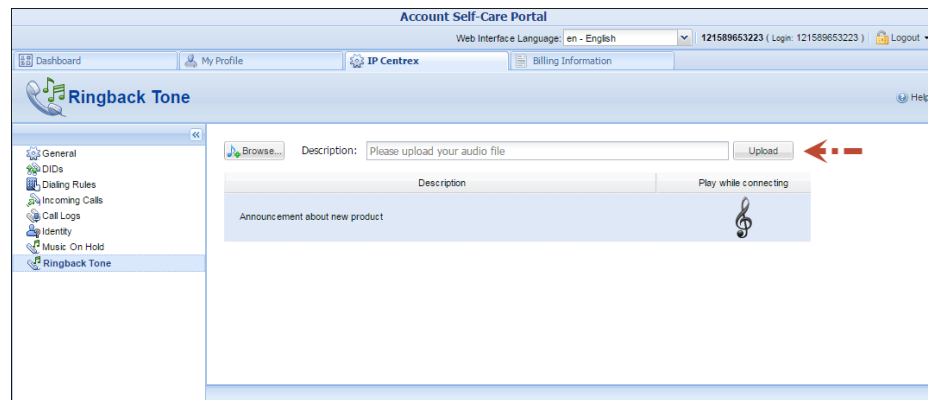 Account Self-Care Portal
Web Interface Language: en - English 121589653223 ( Login: 121589653223 ) Logout
Dashboard My Profile IP Centrex Billing Information
Ringback Tone
Help
General
DIDs
Dialing Rules
Incoming Calls
Call Logs
Identity
Music On Hold
Ringback Tone
Browse... Description: Please upload your audio file Upload
Description Play while connecting
Announcement about new product